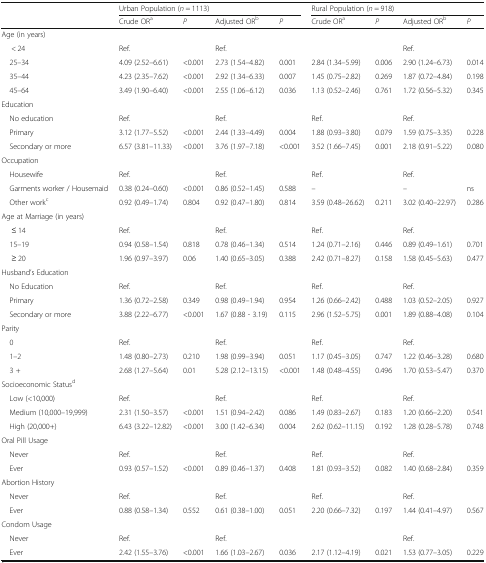 Urban Population (n = 1113) Rural Population (n = 918)
Crude ORa P Adjusted ORb P Crude ORa P Adjusted ORb P
Age (in years)
< 24 Ref. Ref. Ref.
25–34 4.09 (2.52–6.61) <0.001 2.73 (1.54–4.82) 0.001 2.84 (1.34–5.99) 0.006 2.90 (1.24–6.73) 0.014
35–44 4.23 (2.35–7.62) <0.001 2.92 (1.34–6.33) 0.007 1.45 (0.75–2.82) 0.269 1.87 (0.72–4.84) 0.198
45–64 3.49 (1.90–6.40) <0.001 2.55 (1.06–6.12) 0.036 1.13 (0.52–2.46) 0.761 1.72 (0.56–5.32) 0.345
Education
No education Ref. Ref. Ref. Ref.
Primary 3.12 (1.77–5.52) <0.001 2.44 (1.33–4.49) 0.004 1.88 (0.93–3.80) 0.079 1.59 (0.75–3.35) 0.228
Secondary or more 6.57 (3.81–11.33) <0.001 3.76 (1.97–7.18) <0.001 3.52 (1.66–7.45) 0.001 2.18 (0.91–5.22) 0.080
Occupation
Housewife Ref. Ref. Ref. Ref.
Garments worker / Housemaid 0.38 (0.24–0.60) <0.001 0.86 (0.52–1.45) 0.588 – – ns
Other workc 0.92 (0.49–1.74) 0.804 0.92 (0.47–1.80) 0.814 3.59 (0.48–26.62) 0.211 3.02 (0.40–22.97) 0.286
Age at Marriage (in years)
≤ 14 Ref. Ref. Ref. Ref.
15–19 0.94 (0.58–1.54) 0.818 0.78 (0.46–1.34) 0.514 1.24 (0.71–2.16) 0.446 0.89 (0.49–1.61) 0.701
≥ 20 1.96 (0.97–3.97) 0.06 1.40 (0.65–3.05) 0.388 2.42 (0.71–8.27) 0.158 1.58 (0.45–5.63) 0.477
Husband's Education
No Education Ref. Ref. Ref. Ref.
Primary 1.36 (0.72–2.58) 0.349 0.98 (0.49–1.94) 0.954 1.26 (0.66–2.42) 0.488 1.03 (0.52–2.05) 0.927
Secondary or more 3.88 (2.22–6.77) <0.001 1.67 (0.88 - 3.19) 0.115 2.96 (1.52–5.75) 0.001 1.89 (0.88–4.08) 0.104
Parity
0 Ref. Ref. Ref. Ref.
1–2 1.48 (0.80–2.73) 0.210 1.98 (0.99–3.94) 0.051 1.17 (0.45–3.05) 0.747 1.22 (0.46–3.28) 0.680
3 + 2.68 (1.27–5.64) 0.01 5.28 (2.12–13.15) <0.001 1.48 (0.48–4.55) 0.496 1.70 (0.53–5.47) 0.370
Socioeconomic Statusd
Low (<10,000) Ref. Ref. Ref. Ref.
Medium (10,000–19,999) 2.31 (1.50–3.57) <0.001 1.51 (0.94–2.42) 0.086 1.49 (0.83–2.67) 0.183 1.20 (0.66–2.20) 0.541
High (20,000+) 6.43 (3.22–12.82) <0.001 3.00 (1.42–6.34) 0.004 2.62 (0.62–11.15) 0.192 1.28 (0.28–5.78) 0.748
Oral Pill Usage
Never Ref. Ref. Ref. Ref.
Ever 0.93 (0.57–1.52) <0.001 0.89 (0.46–1.37) 0.408 1.81 (0.93–3.52) 0.082 1.40 (0.68–2.84) 0.359
Abortion History
Never Ref. Ref. Ref. Ref.
Ever 0.88 (0.58–1.34) 0.552 0.61 (0.38–1.00) 0.051 2.20 (0.66–7.32) 0.197 1.44 (0.41–4.97) 0.567
Condom Usage
Never Ref. Ref. Ref.
Ever 2.42 (1.55–3.76) <0.001 1.66 (1.03–2.67) 0.036 2.17 (1.12–4.19) 0.021 1.53 (0.77–3.05) 0.229